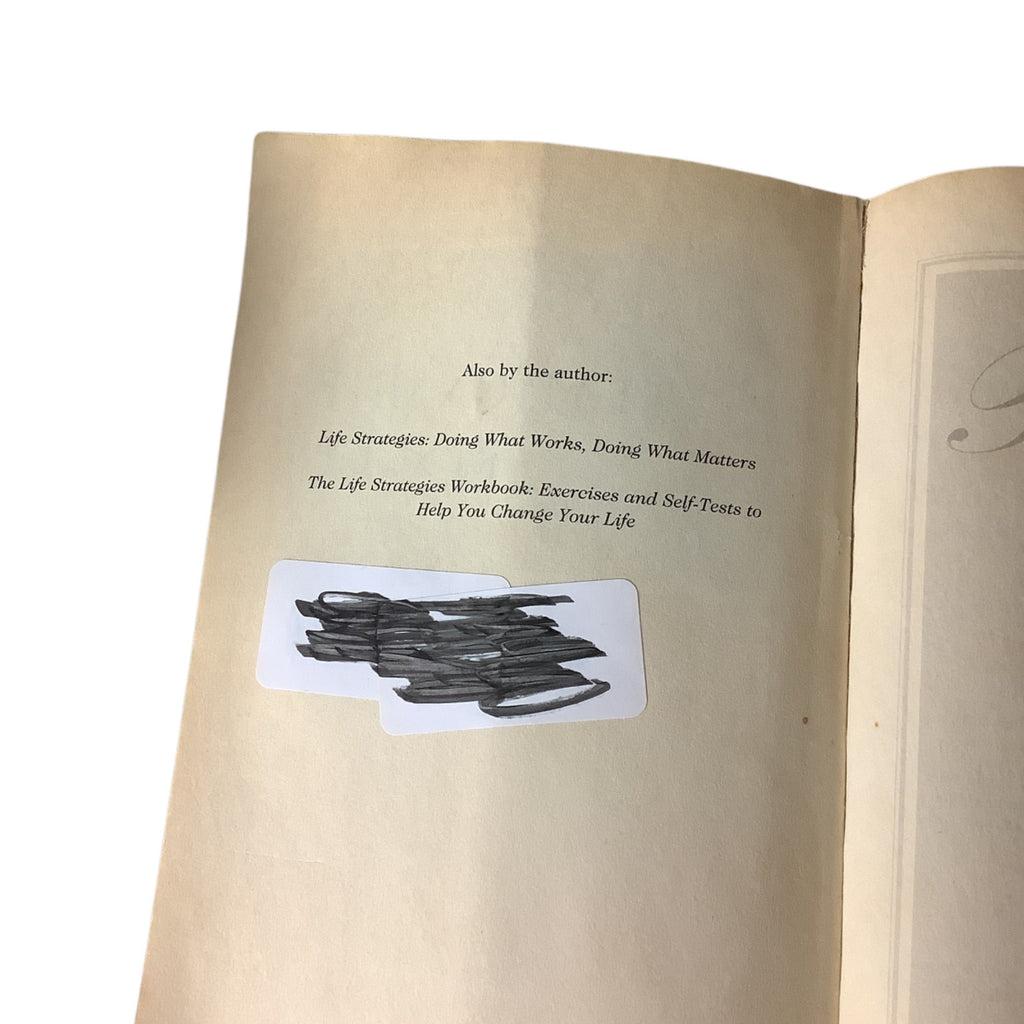 Also by the author:
Life Strategies: Doing What Works, Doing What Matters
The Life Strategies Workbook: Exercises and Self-Tests to
Help You Change Your Life